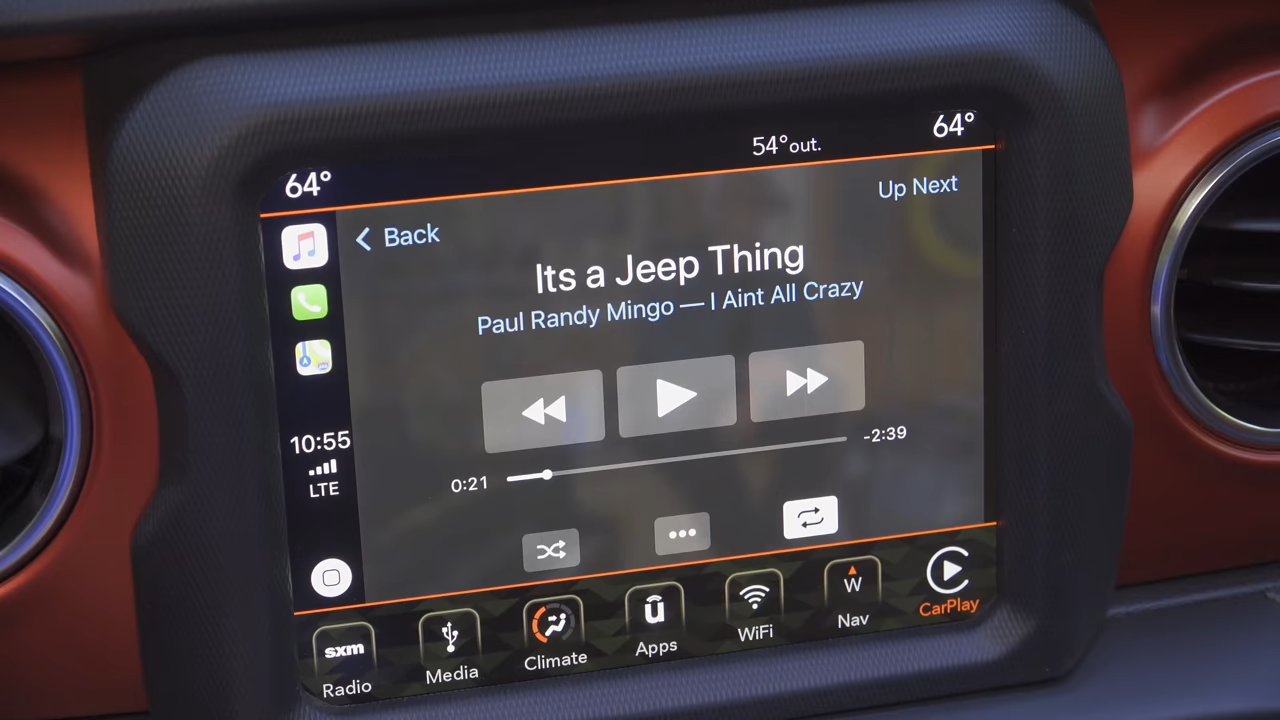 64°
54°out.
64°
Back
Up Next
Its a Jeep Thing
Paul Randy Mingo — I Aint All Crazy
10:55
LTE
0:21
-2:39
sxm
Radio
Media
Climate
û
Apps
WiFi
W
Nav
CarPlay